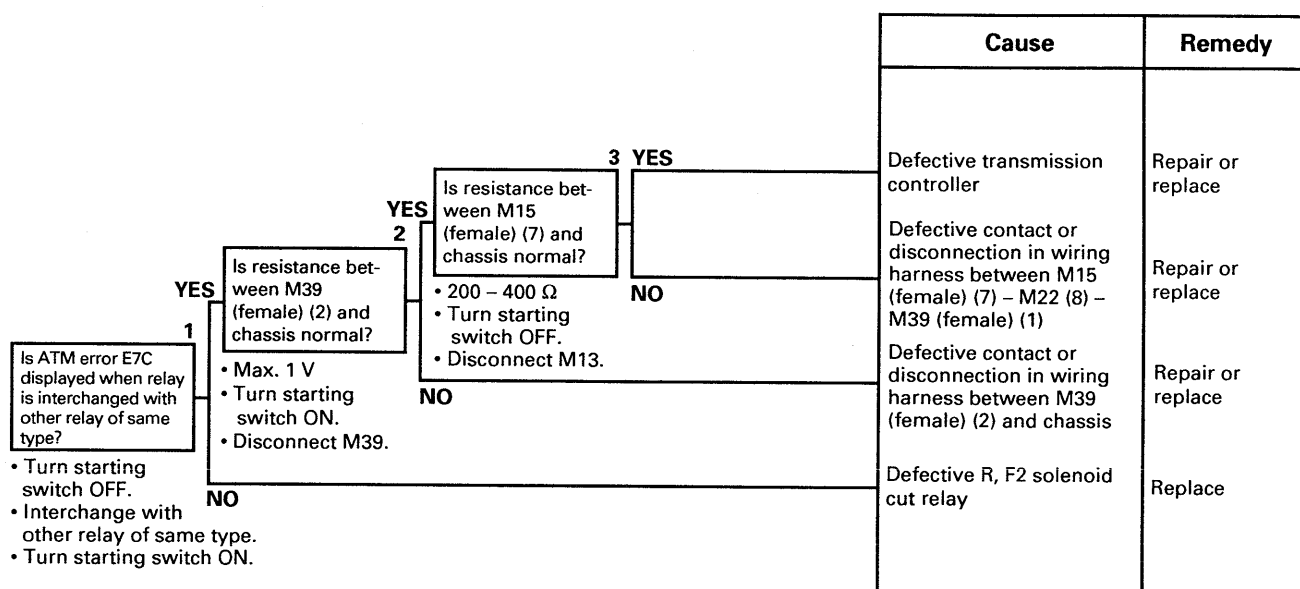 Cause
Remedy
3 YES
Defective transmission
controller
Repair or
replace
Is resistance bet-
ween M15
(female) (7) and
chassis normal?
YES
2
Defective contact or
disconnection in wiring
harness between M15
(female) (7) – M22 (8) –
M39 (female) (1)
Repair or
replace
NO
• 200 – 400 Ω
• Turn starting
switch OFF.
• Disconnect M13.
Is resistance bet-
ween M39
(female) (2) and
chassis normal?
YES
1
• Max. 1 V
• Turn starting
switch ON.
• Disconnect M39.
NO
Defective contact or
disconnection in wiring
harness between M39
(female) (2) and chassis
Repair or
replace
Is ATM error E7C
displayed when relay
is interchanged with
other relay of same
type?
• Turn starting
switch OFF.
• Interchange with
other relay of same type.
• Turn starting switch ON.
NO
Defective R, F2 solenoid
cut relay
Replace